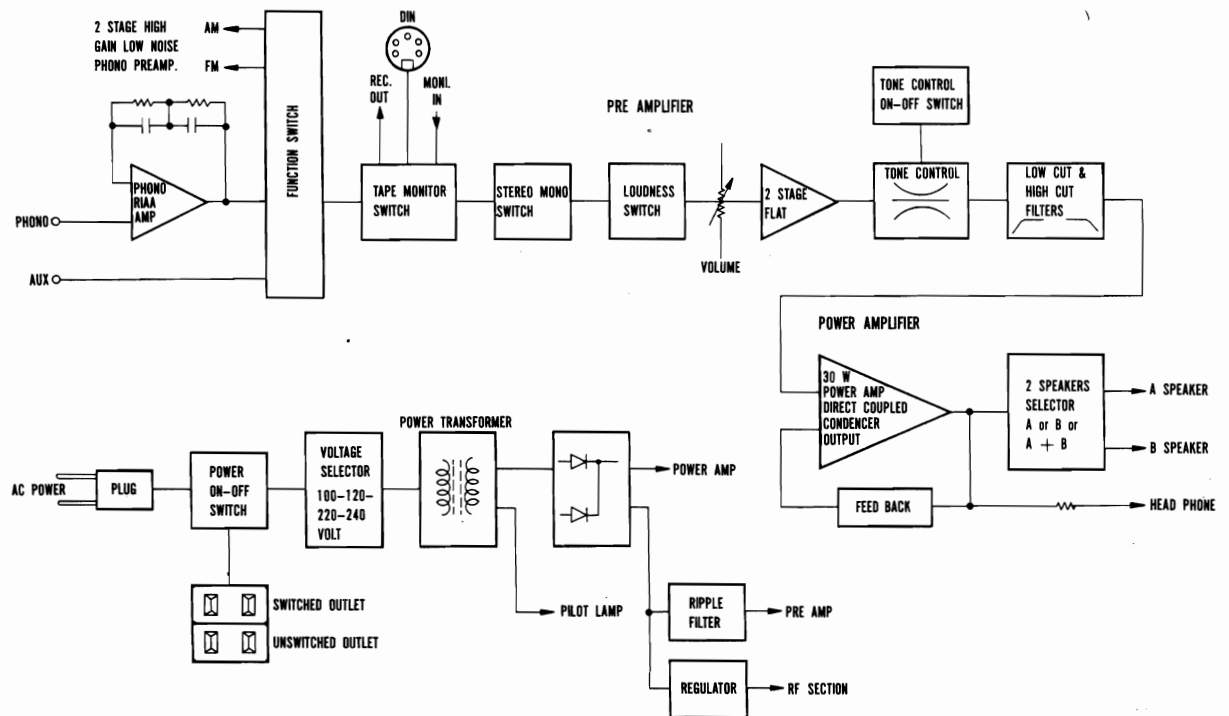 2 STAGE HIGH
GAIN LOW NOISE
PHONO PREAMP.
AM
FM
PHONO
RIAA
AMP
PHONO
AUX
FUNCTION SWITCH
DIN
REC.
OUT
MONI.
IN
TAPE MONITOR
SWITCH
STEREO MONO
SWITCH
PRE AMPLIFIER
LOUDNESS
SWITCH
VOLUME
2 STAGE
FLAT
TONE CONTROL
ON-OFF SWITCH
TONE CONTROL
LOW CUT &
HIGH CUT
FILTERS
POWER AMPLIFIER
30 W
POWER AMP
DIRECT COUPLED
CONDENCER
OUTPUT
2 SPEAKERS
SELECTOR
A or B or
A + B
A SPEAKER
B SPEAKER
FEED BACK
HEAD PHONE
AC POWER
PLUG
POWER
ON-OFF
SWITCH
VOLTAGE
SELECTOR
100-120-
220-240
VOLT
POWER TRANSFORMER
POWER AMP
SWITCHED OUTLET
UNSWITCHED OUTLET
PILOT LAMP
RIPPLE
FILTER
PRE AMP
REGULATOR
RF SECTION